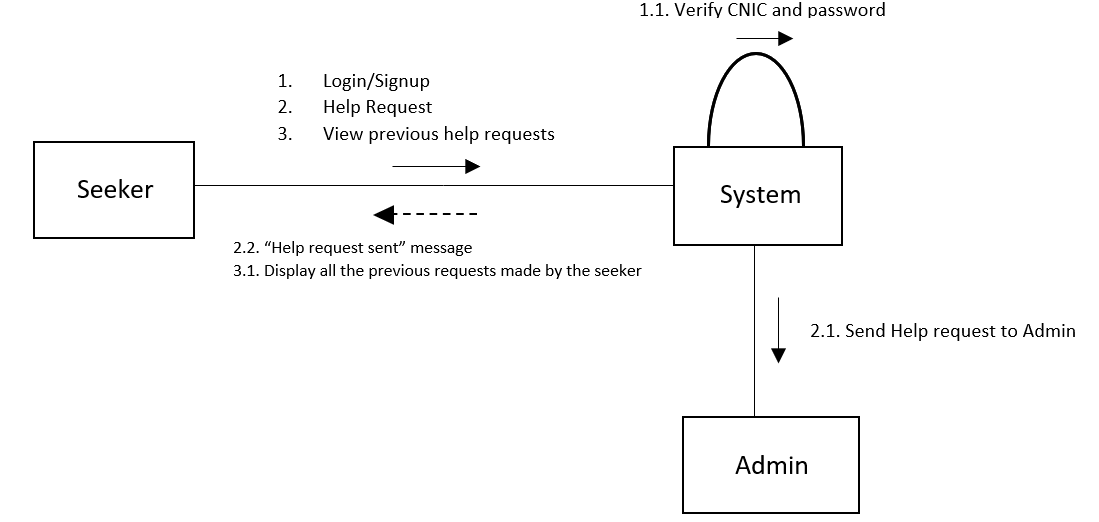 1.1. Verify CNIC and password
1. Login/Signup
2. Help Request
3. View previous help requests
Seeker
System
2.2. “Help request sent” message
3.1. Display all the previous requests made by the seeker
2.1. Send Help request to Admin
Admin